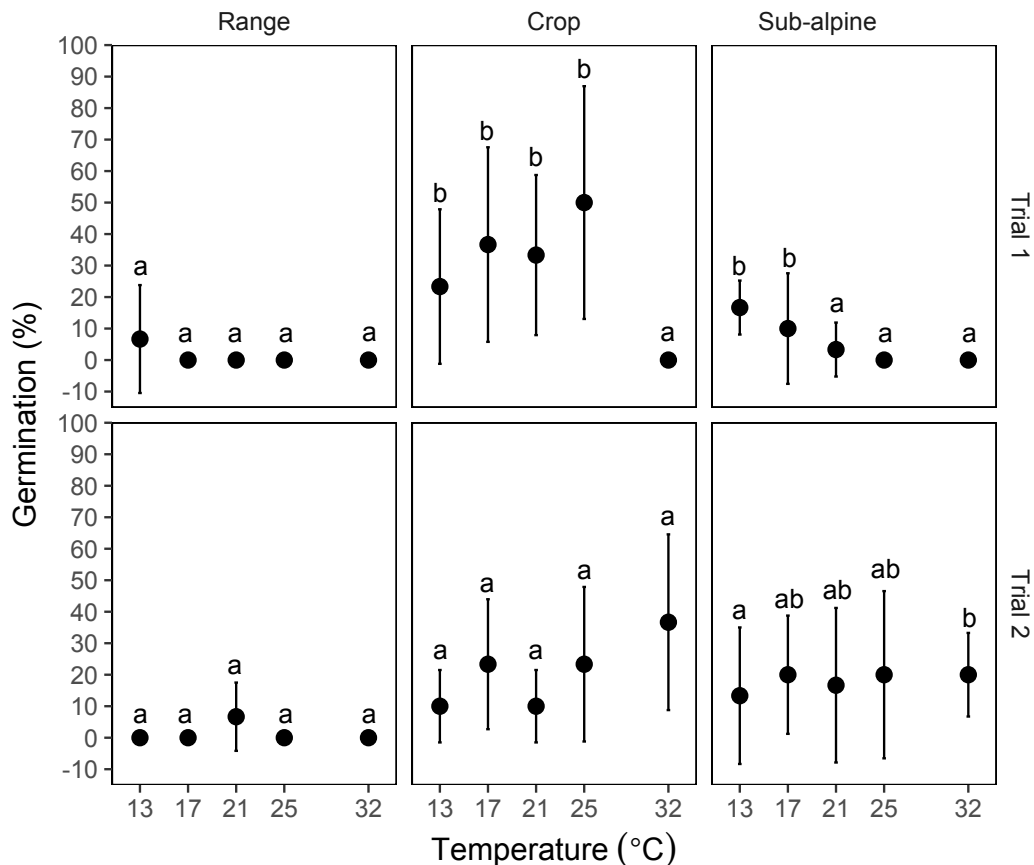 Range Crop Sub-alpine
100
90
80
70
60
50
40
30
20
10
0
-10
a a a a a
b b b b a
b b a a a
Trial 1
100
90
80
70
60
50
40
30
20
10
0
-10
a a a a a
a a a a a
a ab ab ab b
Trial 2
Germination (%)
13 17 21 25 32 13 17 21 25 32 13 17 21 25 32
Temperature (°C)